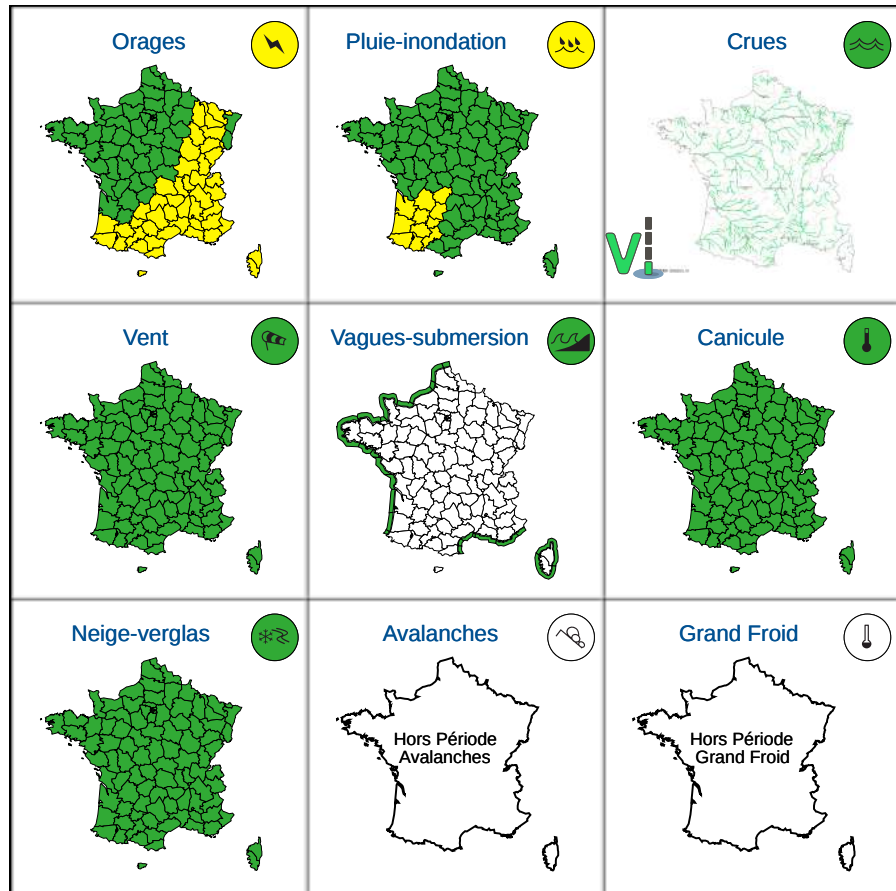 Orages
Pluie-inondation
Crues
Vent
Vagues-submersion
Canicule
Neige-verglas
Avalanches
Hors Période
Avalanches
Grand Froid
Hors Période
Grand Froid